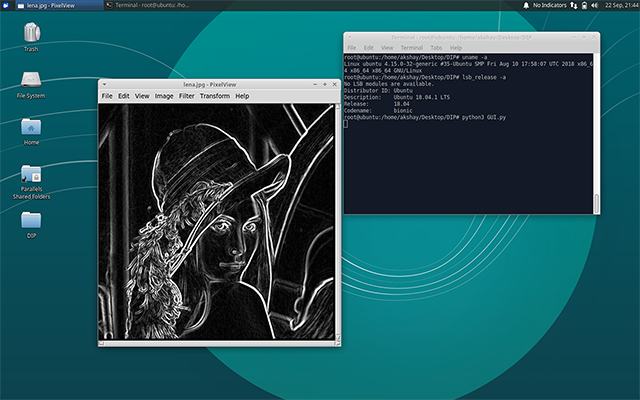 lena.jpg - PixelView
Terminal - root@ubuntu: /ho...
No Indicators
22 Sep, 21:44
Trash
File System
Home
Parallels
Shared Folders
DIP
lena.jpg - PixelView
File Edit View Image Filter Transform Help
Terminal - root@ubuntu: /home/akshay/Desktop/DIP
File Edit View Terminal Tabs Help
root@ubuntu:/home/akshay/Desktop/DIP# uname -a
Linux ubuntu 4.15.0-32-generic #35-Ubuntu SMP Fri Aug 10 17:58:07 UTC 2018 x86_6
4 x86_64 x86_64 GNU/Linux
root@ubuntu:/home/akshay/Desktop/DIP# lsb_release -a
No LSB modules are available.
Distributor ID: Ubuntu
Description: Ubuntu 18.04.1 LTS
Release: 18.04
Codename: bionic
root@ubuntu:/home/akshay/Desktop/DIP# python3 GUI.py